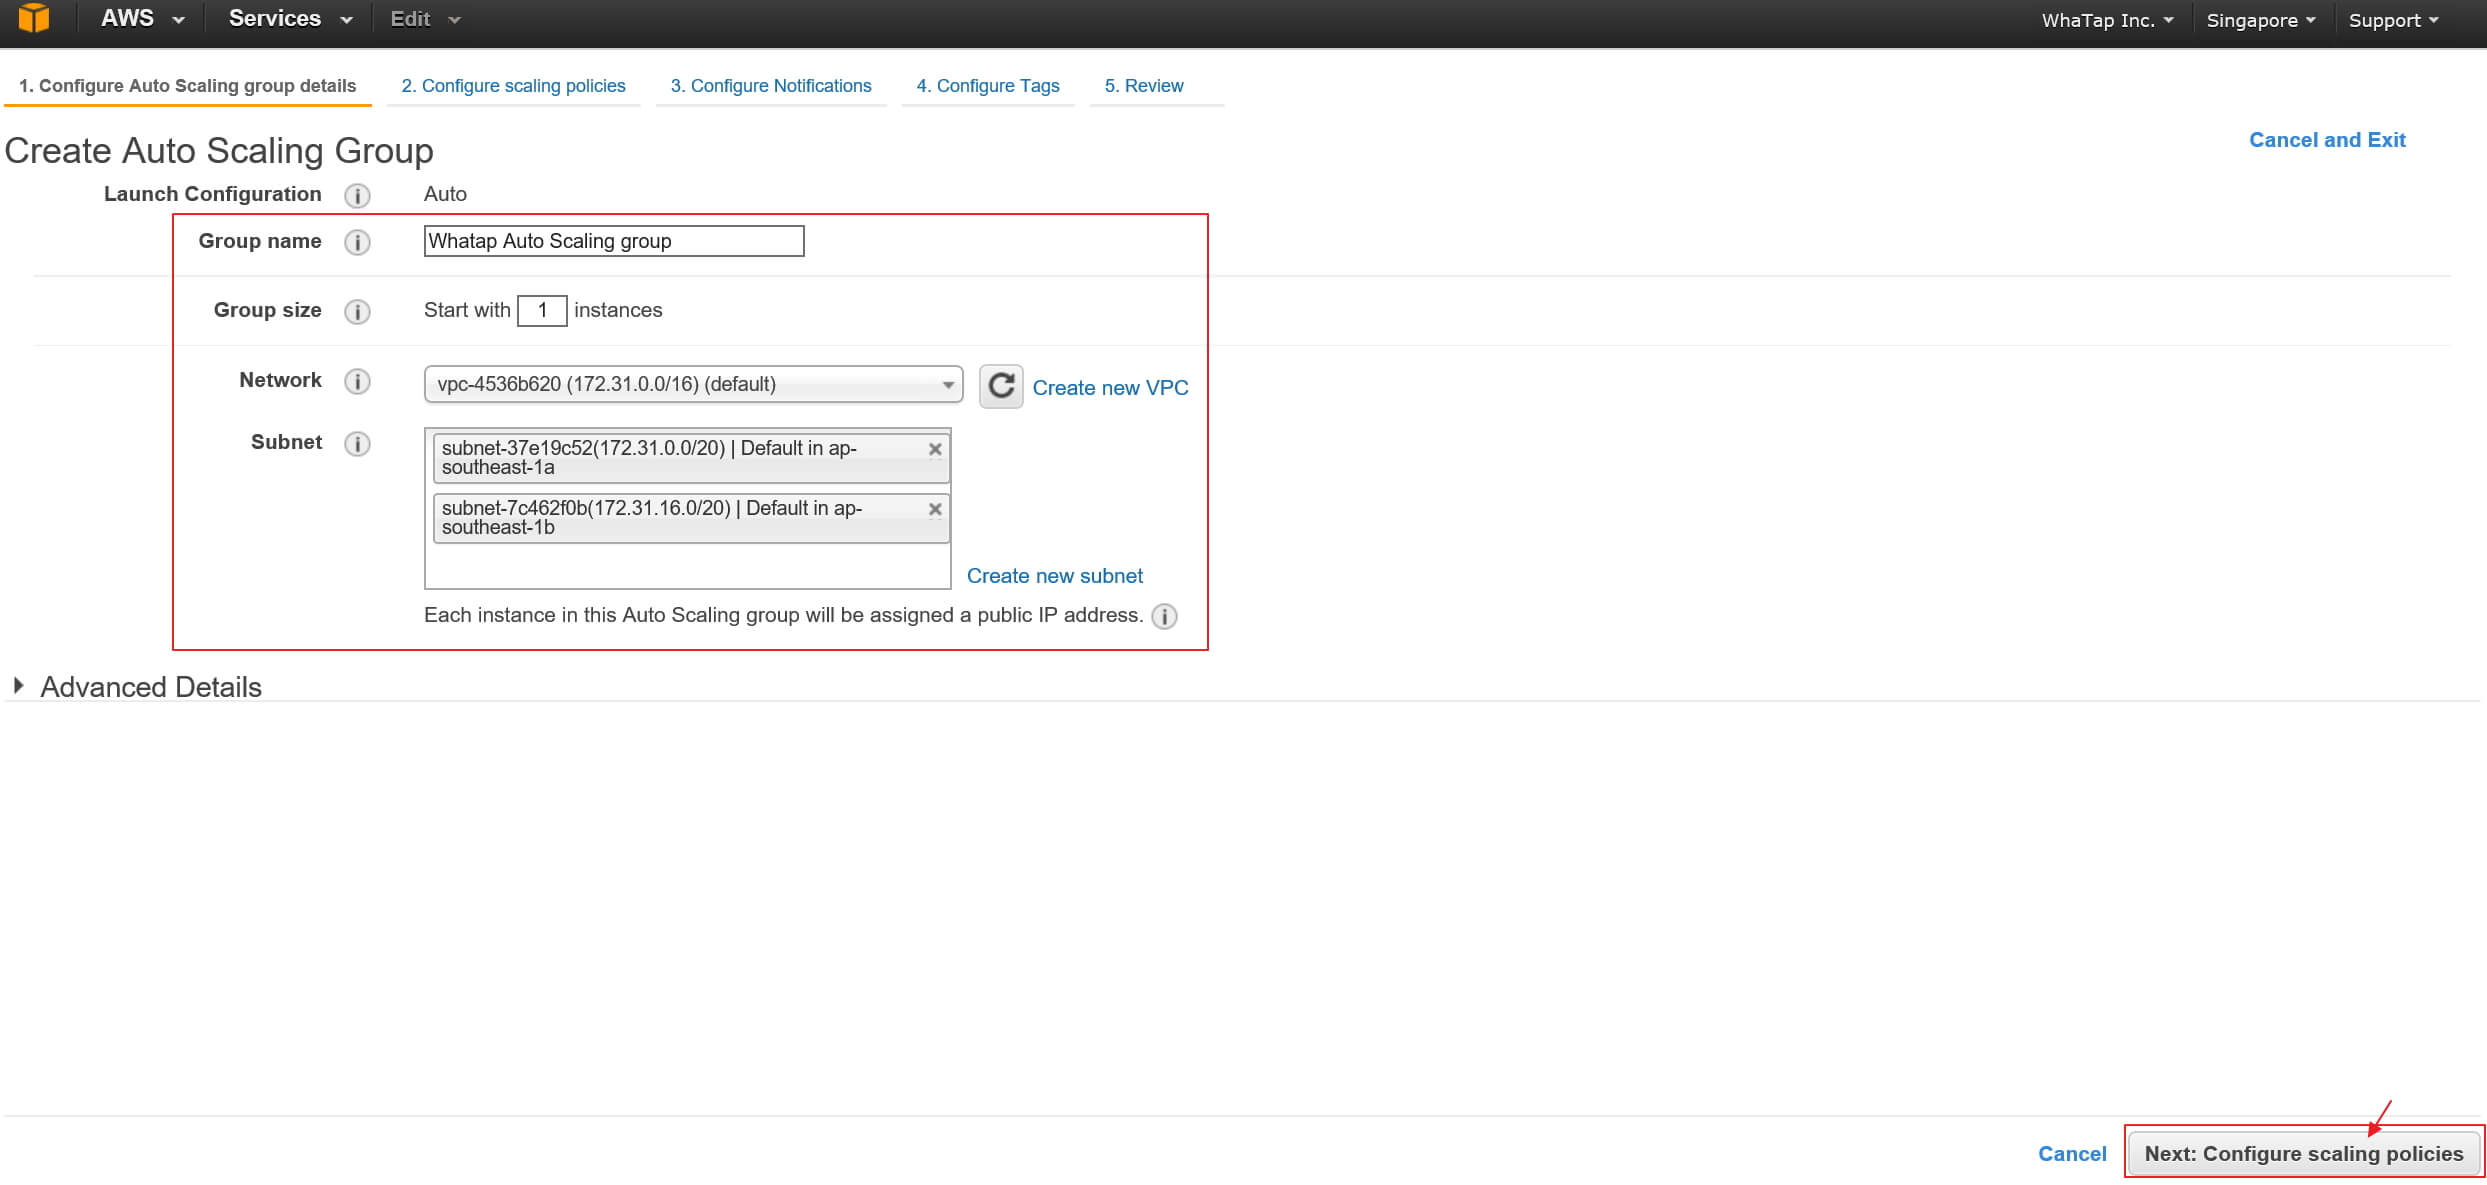 AWS Services Edit WhaTap Inc. Singapore Support
1. Configure Auto Scaling group details 2. Configure scaling policies 3. Configure Notifications 4. Configure Tags 5. Review
Create Auto Scaling Group
Cancel and Exit
Launch Configuration Auto
Group name Whatap Auto Scaling group
Group size Start with 1 instances
Network vpc-4536b620 (172.31.0.0/16) (default) Create new VPC
Subnet subnet-37e19c52(172.31.0.0/20) | Default in ap-
southeast-1a
subnet-7c462f0b(172.31.16.0/20) | Default in ap-
southeast-1b
Create new subnet
Each instance in this Auto Scaling group will be assigned a public IP address.
Advanced Details
Cancel Next: Configure scaling policies